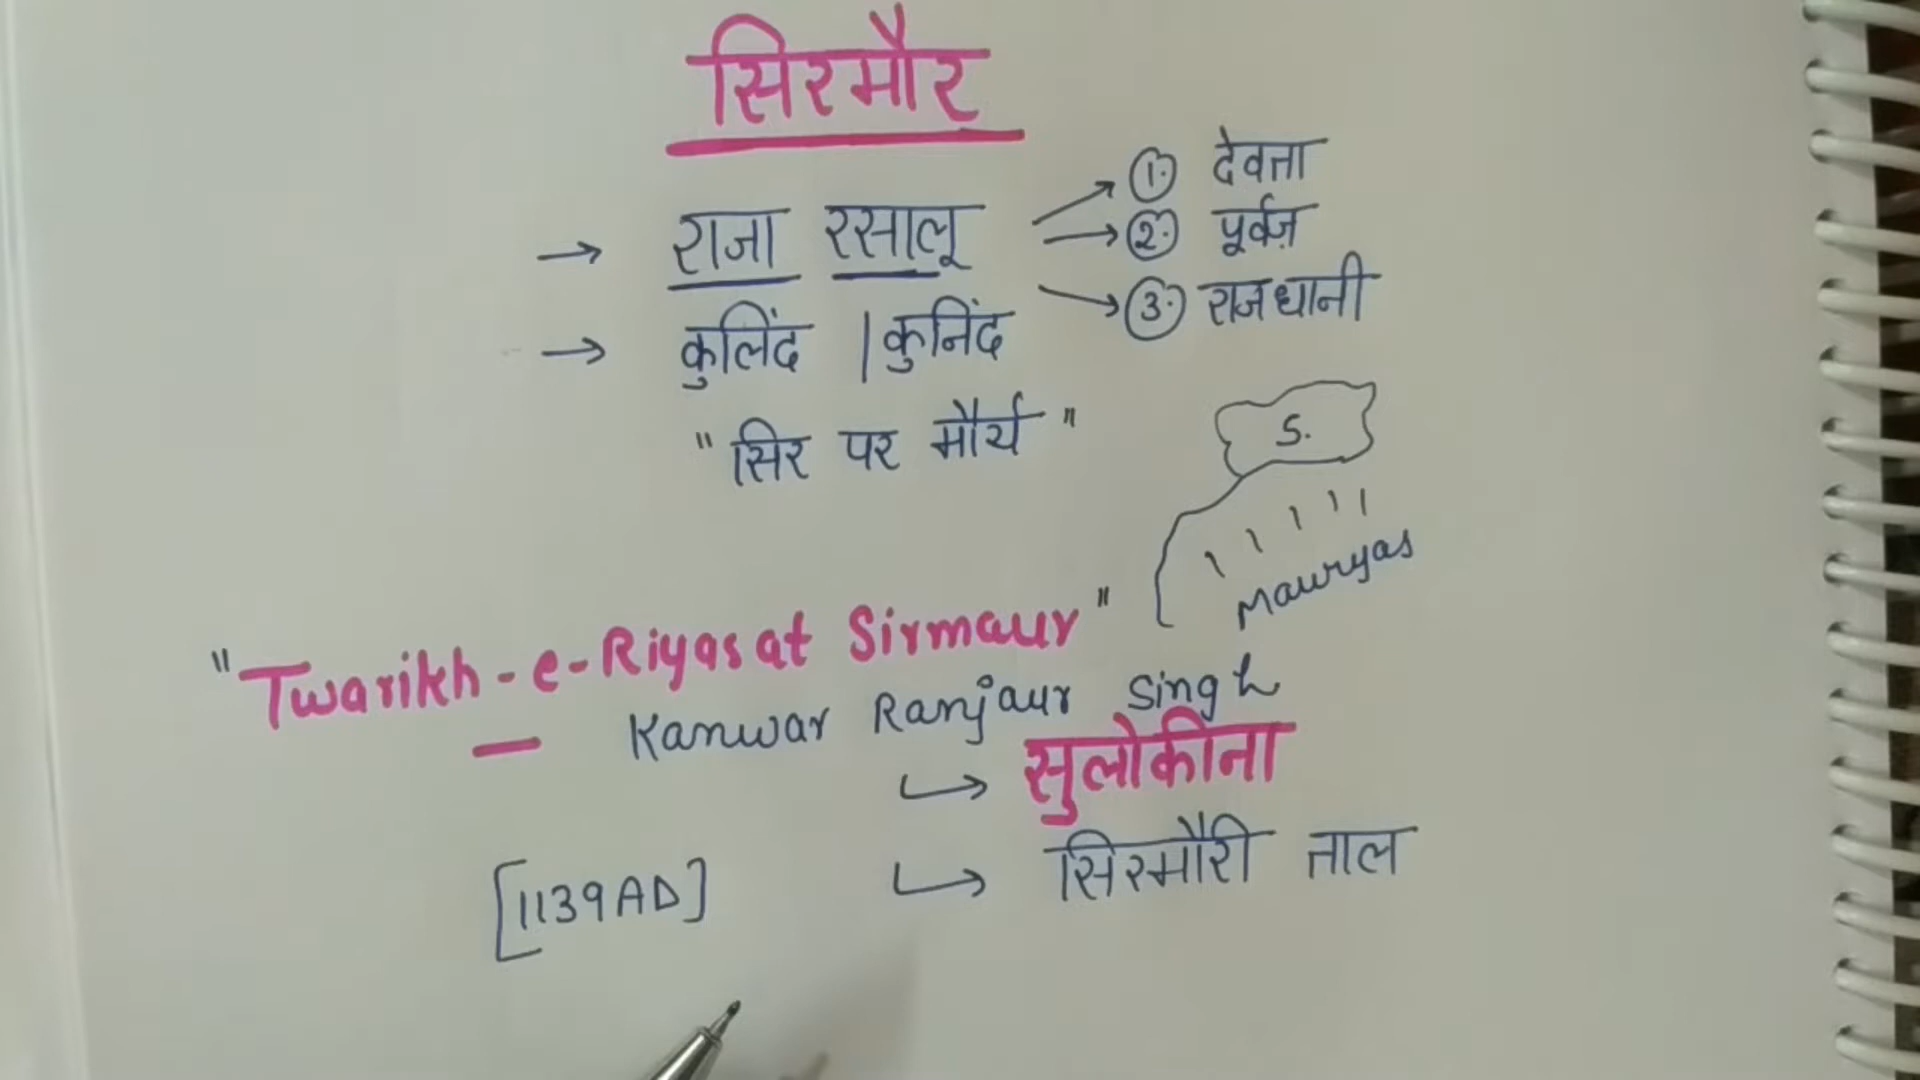 सिरमौर
→ राजा रसालू
① देवता
② पूर्वज़
③ राजधानी
→ कुलिंद | कुनिंद
"सिर पर मौर्य"
S.
Mauryas
"Twarikh-e-Riyasat Sirmaur"
— Kanwar Ranjaur Singh
↳ सुलोकीना
[1139AD]
↳ सिरमौरी ताल